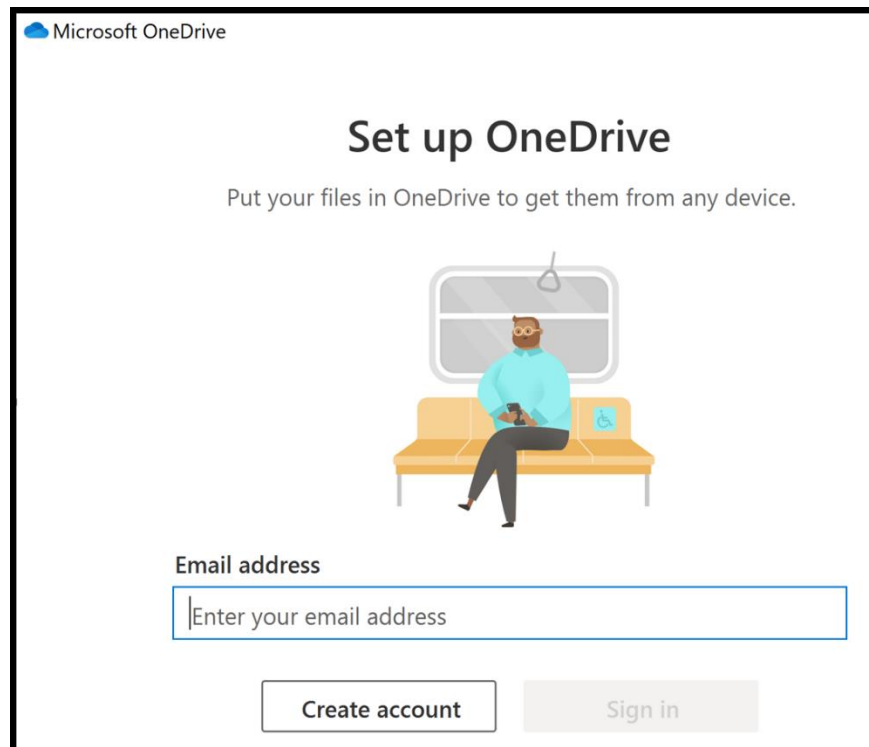 Microsoft OneDrive
Set up OneDrive
Put your files in OneDrive to get them from any device.
Email address
Enter your email address
Create account
Sign in